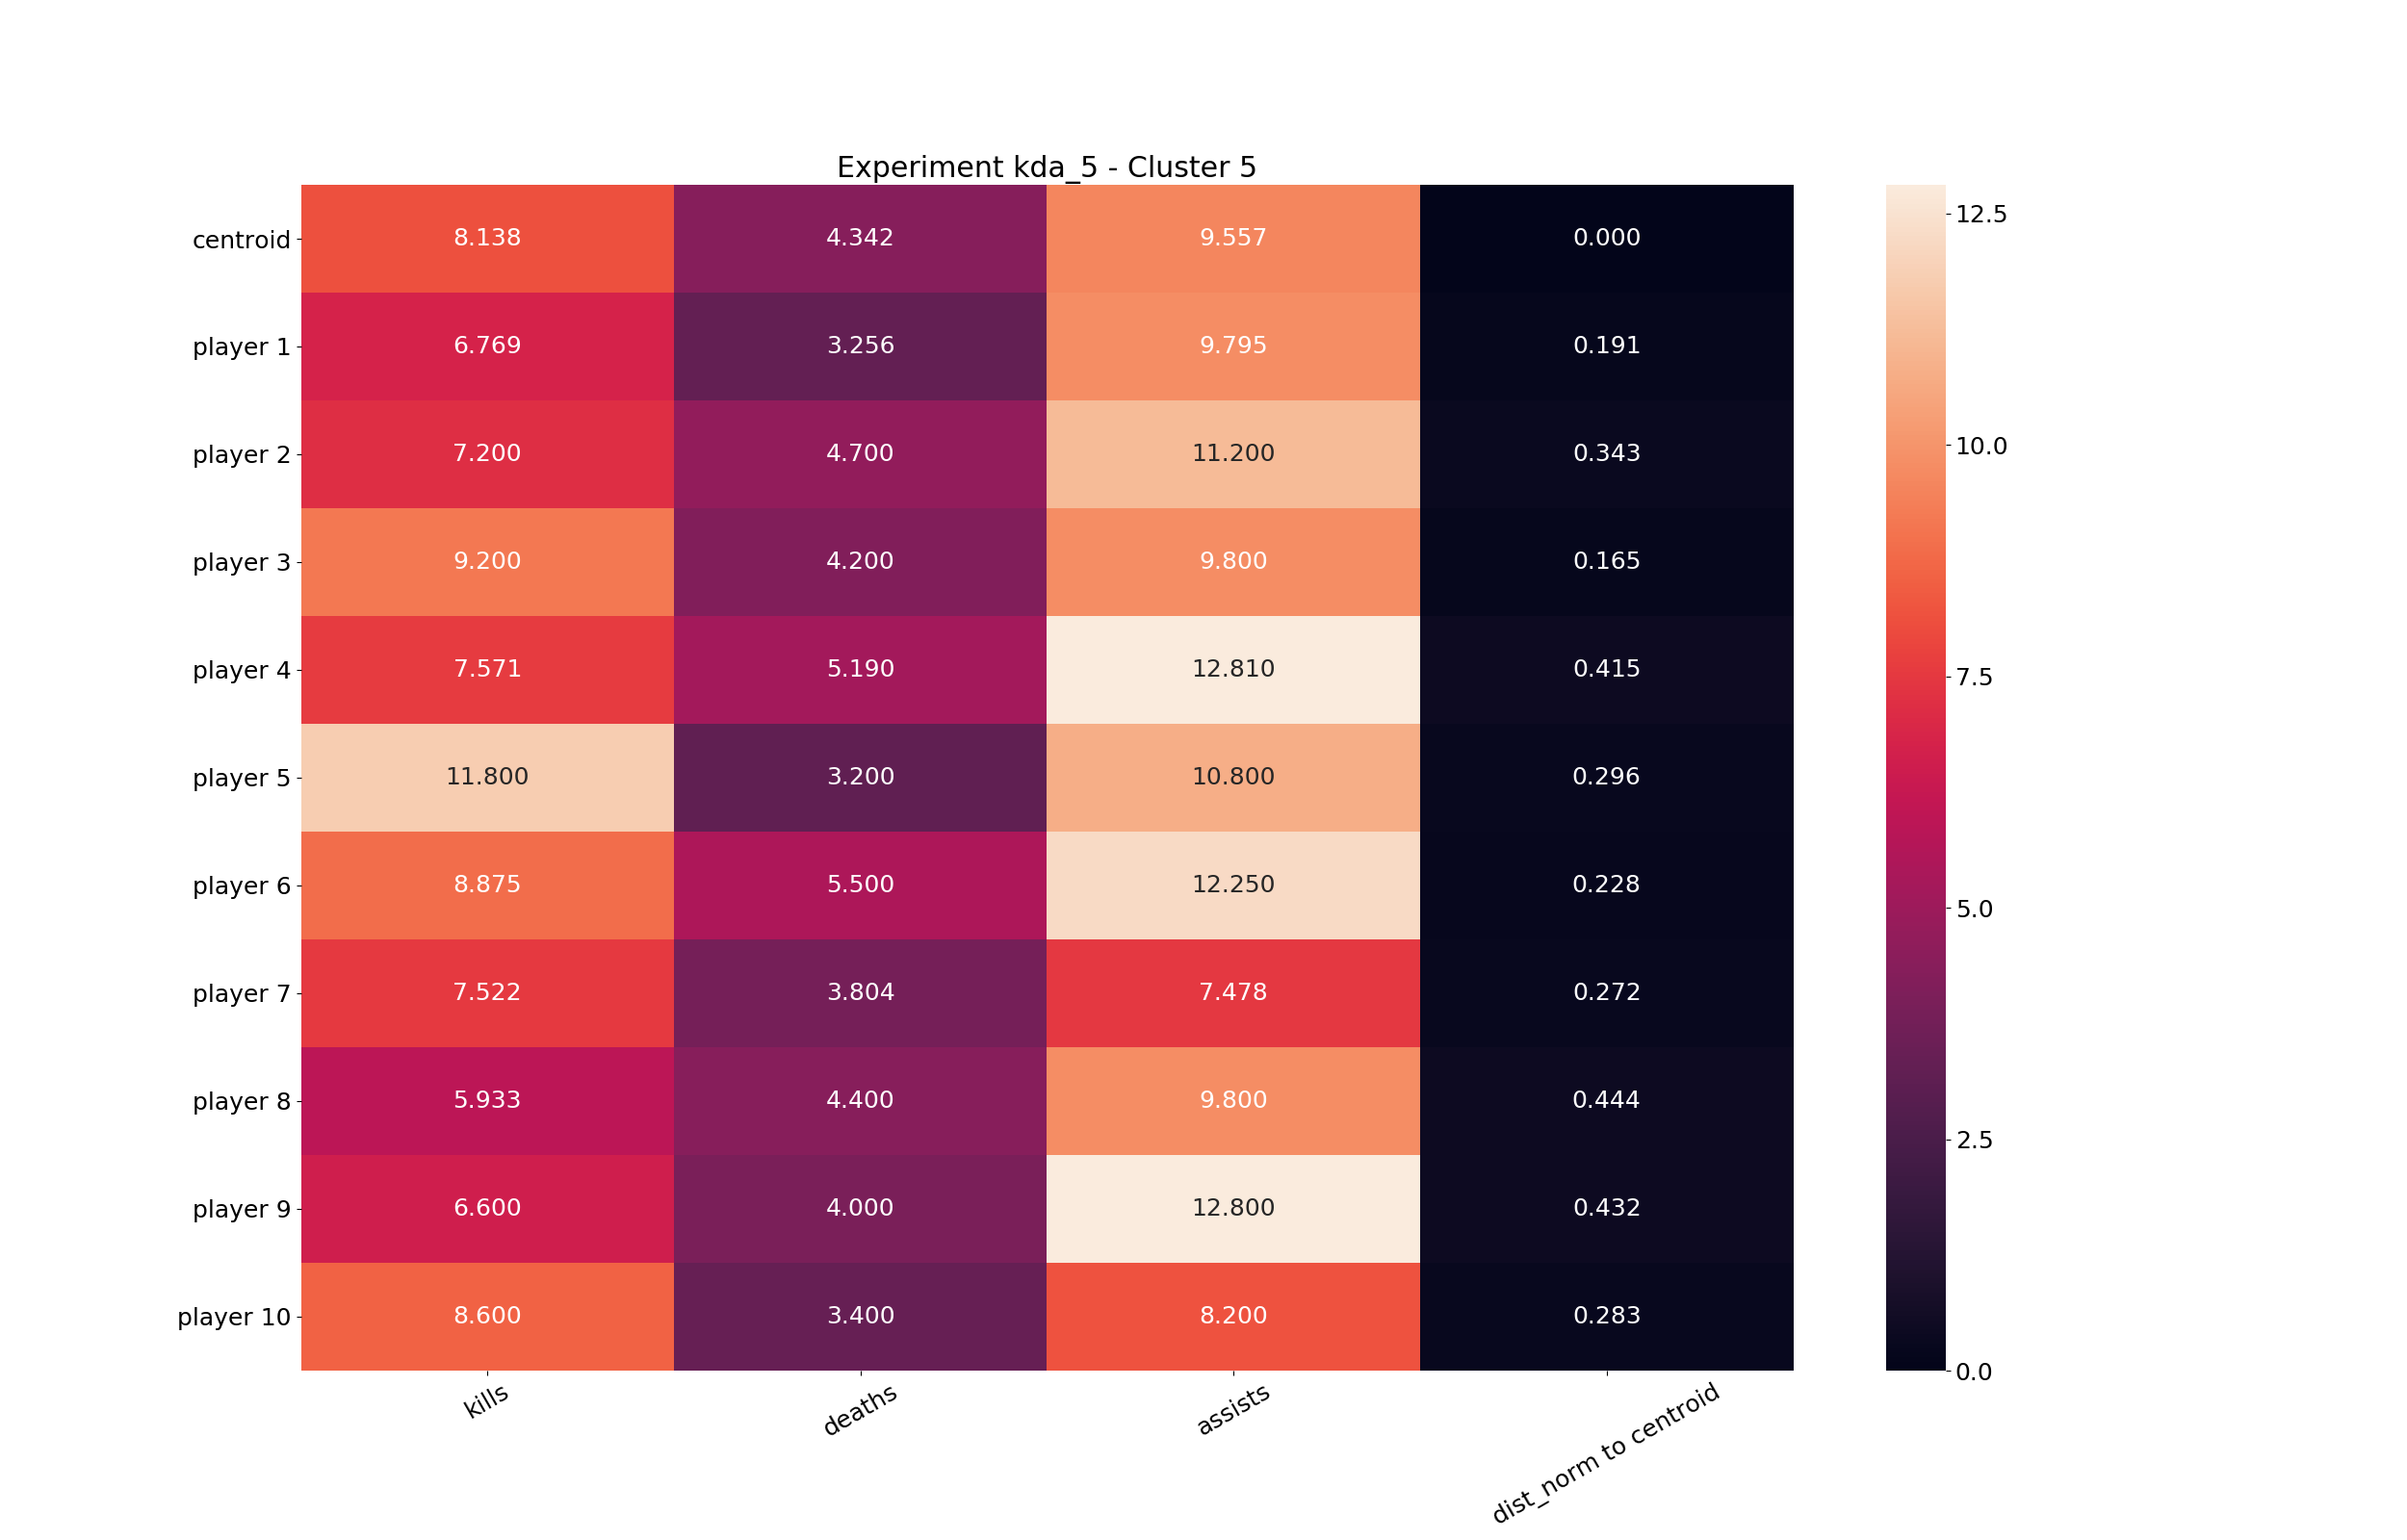 Experiment kda_5 - Cluster 5
centroid 8.138 4.342 9.557 0.000
player 1 6.769 3.256 9.795 0.191
player 2 7.200 4.700 11.200 0.343
player 3 9.200 4.200 9.800 0.165
player 4 7.571 5.190 12.810 0.415
player 5 11.800 3.200 10.800 0.296
player 6 8.875 5.500 12.250 0.228
player 7 7.522 3.804 7.478 0.272
player 8 5.933 4.400 9.800 0.444
player 9 6.600 4.000 12.800 0.432
player 10 8.600 3.400 8.200 0.283
kills deaths assists dist_norm to centroid
12.5
10.0
7.5
5.0
2.5
0.0